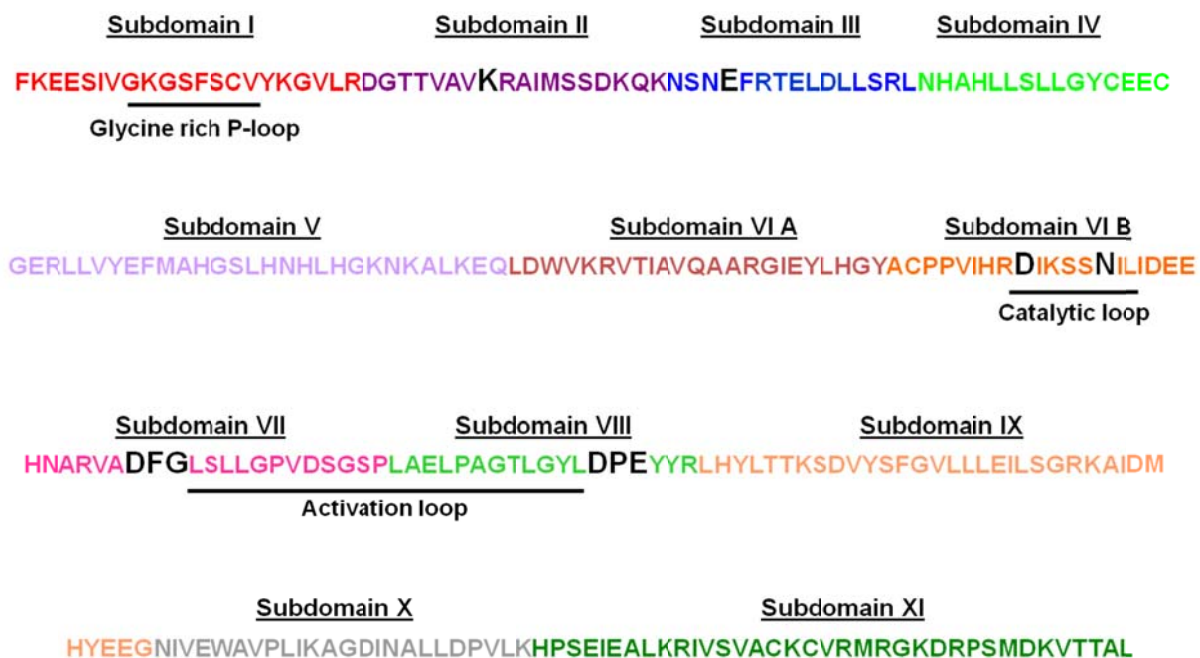 Subdomain I Subdomain II Subdomain III Subdomain IV
FKEESIVGKGSFSCVYKGVLRDGTTVAVKRAIMSSDKQKNSNEFRTELDLLSRLNHAHLLSLLGYCEEC
Glycine rich P-loop
Subdomain V Subdomain VI A Subdomain VI B
GERLLVYEFMAHGSLHNHLHGKNKALKEQLDWVKRVTIAVQAARGIEYLHGYACPPVIHRDIKSSNILIDEE
Catalytic loop
Subdomain VII Subdomain VIII Subdomain IX
HNARVADFGLSLLGPVDSGSPLAELPAGTLGYLDPEYYRLHYLTTKSDVYSFGVLLLEILSGRKAIDM
Activation loop
Subdomain X Subdomain XI
HYEEGNIVEWAVPLIKAGDINALLDPVLKHPSEIEALKRIVSVACKCVRMRGKDRPSMDKVTTAL